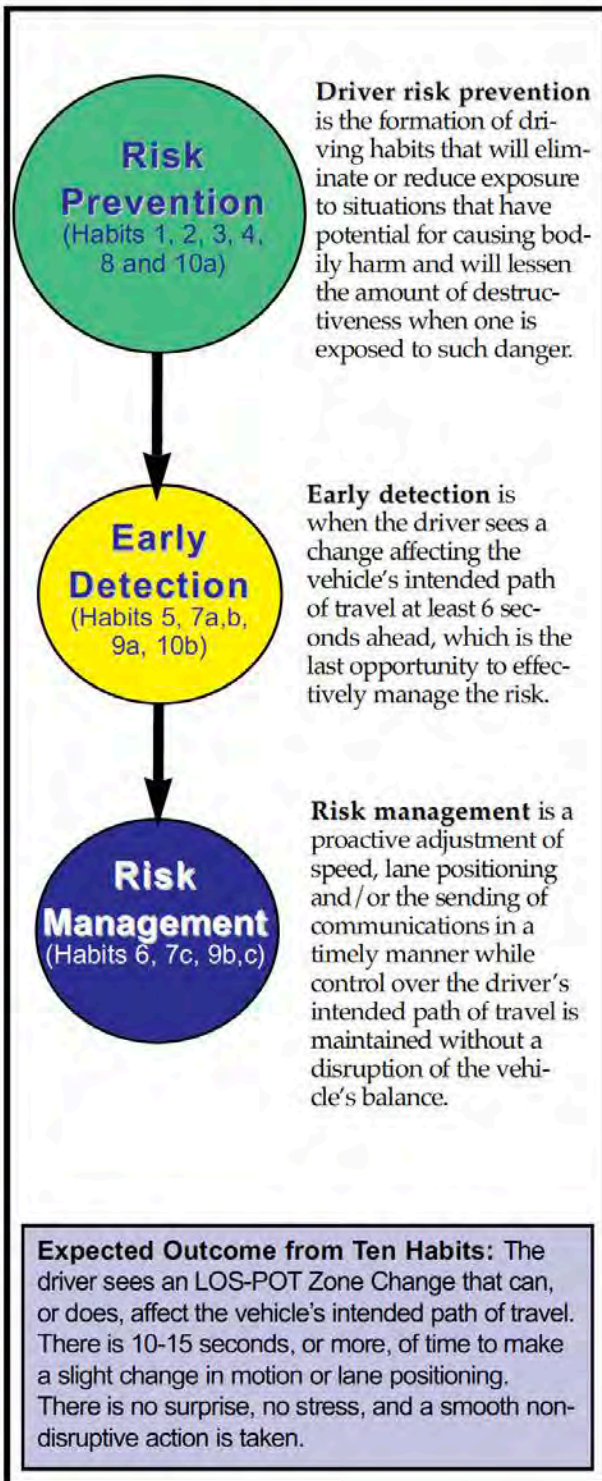 Risk
Prevention
(Habits 1, 2, 3, 4,
8 and 10a)
Driver risk prevention
is the formation of dri-
ving habits that will elim-
inate or reduce exposure
to situations that have
potential for causing bod-
ily harm and will lessen
the amount of destruc-
tiveness when one is
exposed to such danger.
Early
Detection
(Habits 5, 7a,b,
9a, 10b)
Early detection is
when the driver sees a
change affecting the
vehicle's intended path
of travel at least 6 sec-
onds ahead, which is the
last opportunity to effec-
tively manage the risk.
Risk
Management
(Habits 6, 7c, 9b,c)
Risk management is a
proactive adjustment of
speed, lane positioning
and/or the sending of
communications in a
timely manner while
control over the driver's
intended path of travel is
maintained without a
disruption of the vehi-
cle's balance.
Expected Outcome from Ten Habits: The
driver sees an LOS-POT Zone Change that can,
or does, affect the vehicle's intended path of travel.
There is 10-15 seconds, or more, of time to make
a slight change in motion or lane positioning.
There is no surprise, no stress, and a smooth non-
disruptive action is taken.